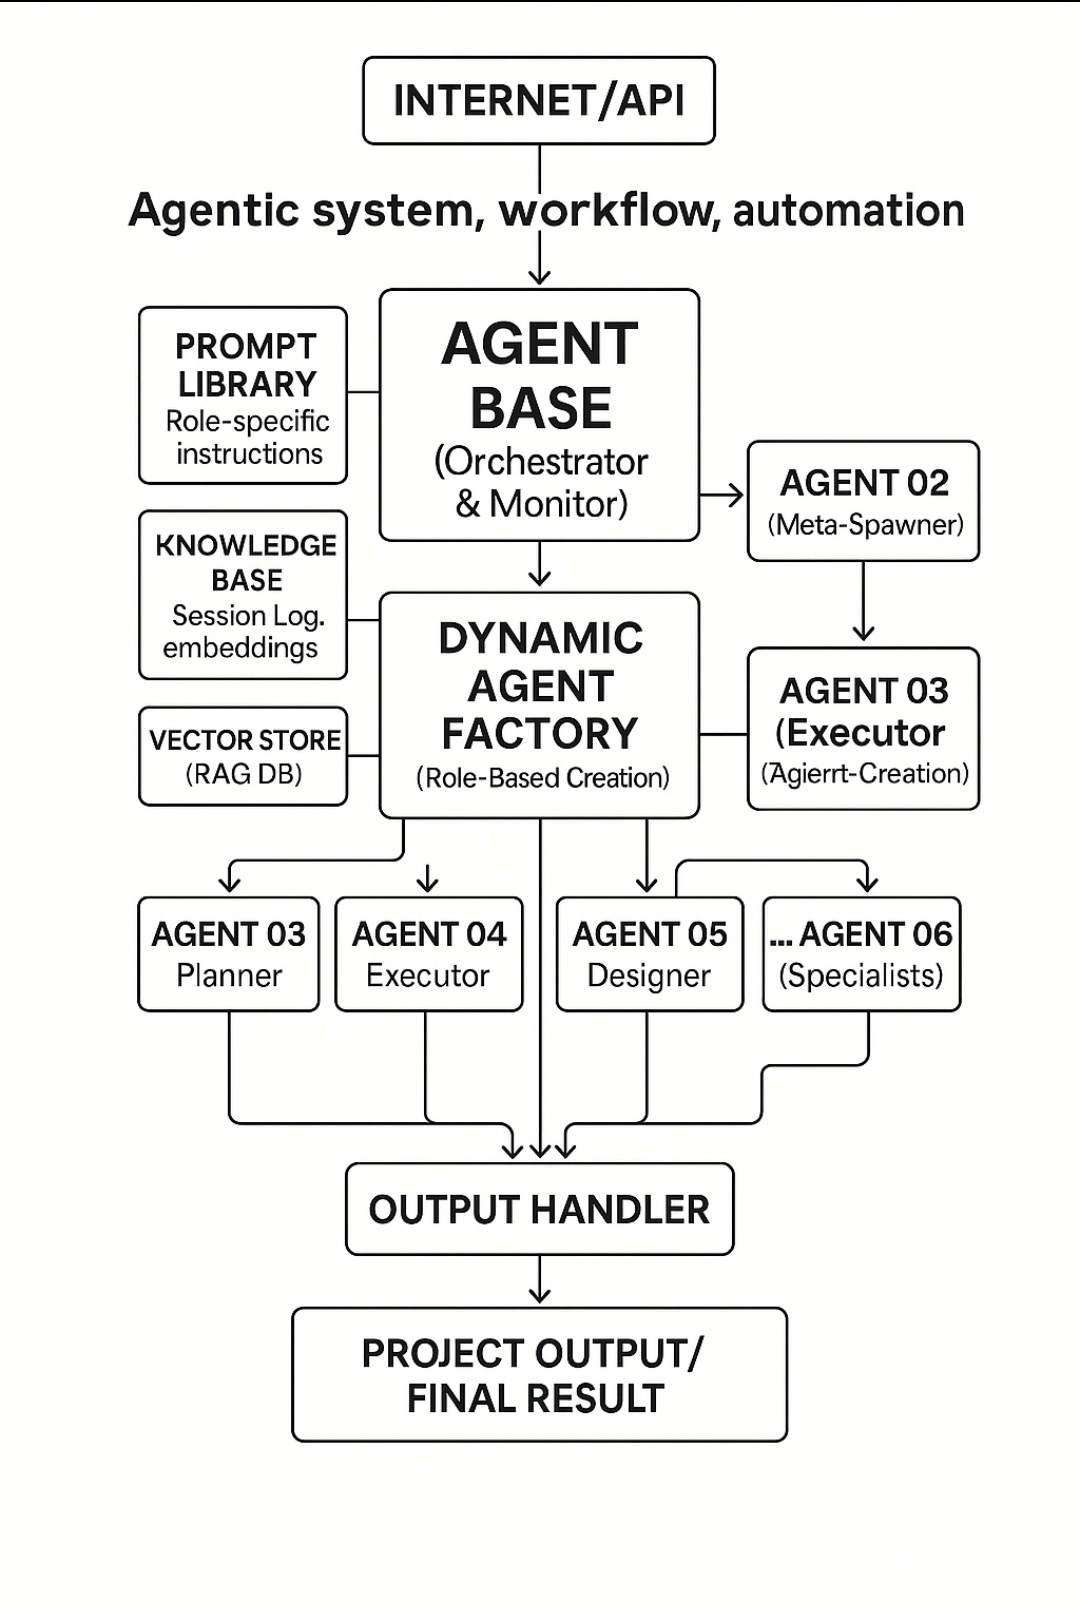 INTERNET/API
Agentic system, workflow, automation
AGENT
BASE
(Orchestrator
& Monitor)
PROMPT
LIBRARY
Role-specific
instructions
AGENT 02
(Meta-Spawner)
KNOWLEDGE
BASE
Session Log.
embeddings
DYNAMIC
AGENT
FACTORY
(Role-Based Creation)
AGENT 03
(Executor
(Agierrt-Creation)
VECTOR STORE
(RAG DB)
AGENT 03
Planner
AGENT 04
Executor
AGENT 05
Designer
... AGENT 06
(Specialists)
OUTPUT HANDLER
PROJECT OUTPUT/
FINAL RESULT